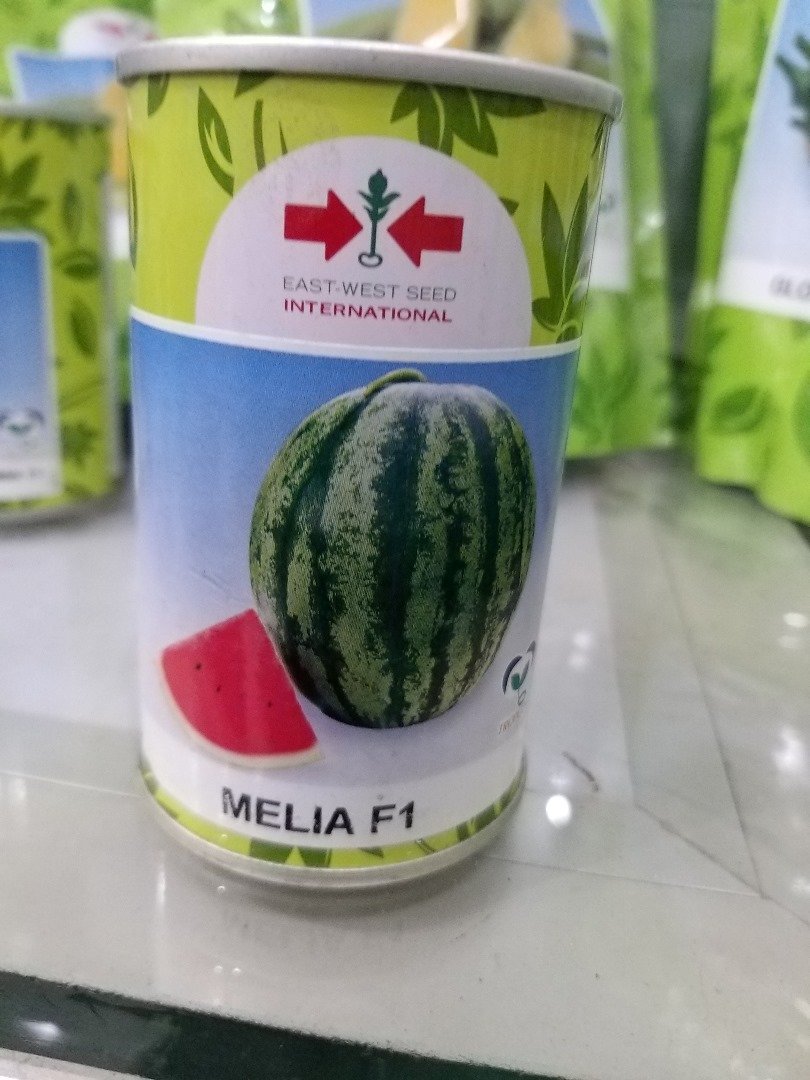 EAST-WEST SEED
INTERNATIONAL
MELIA F1